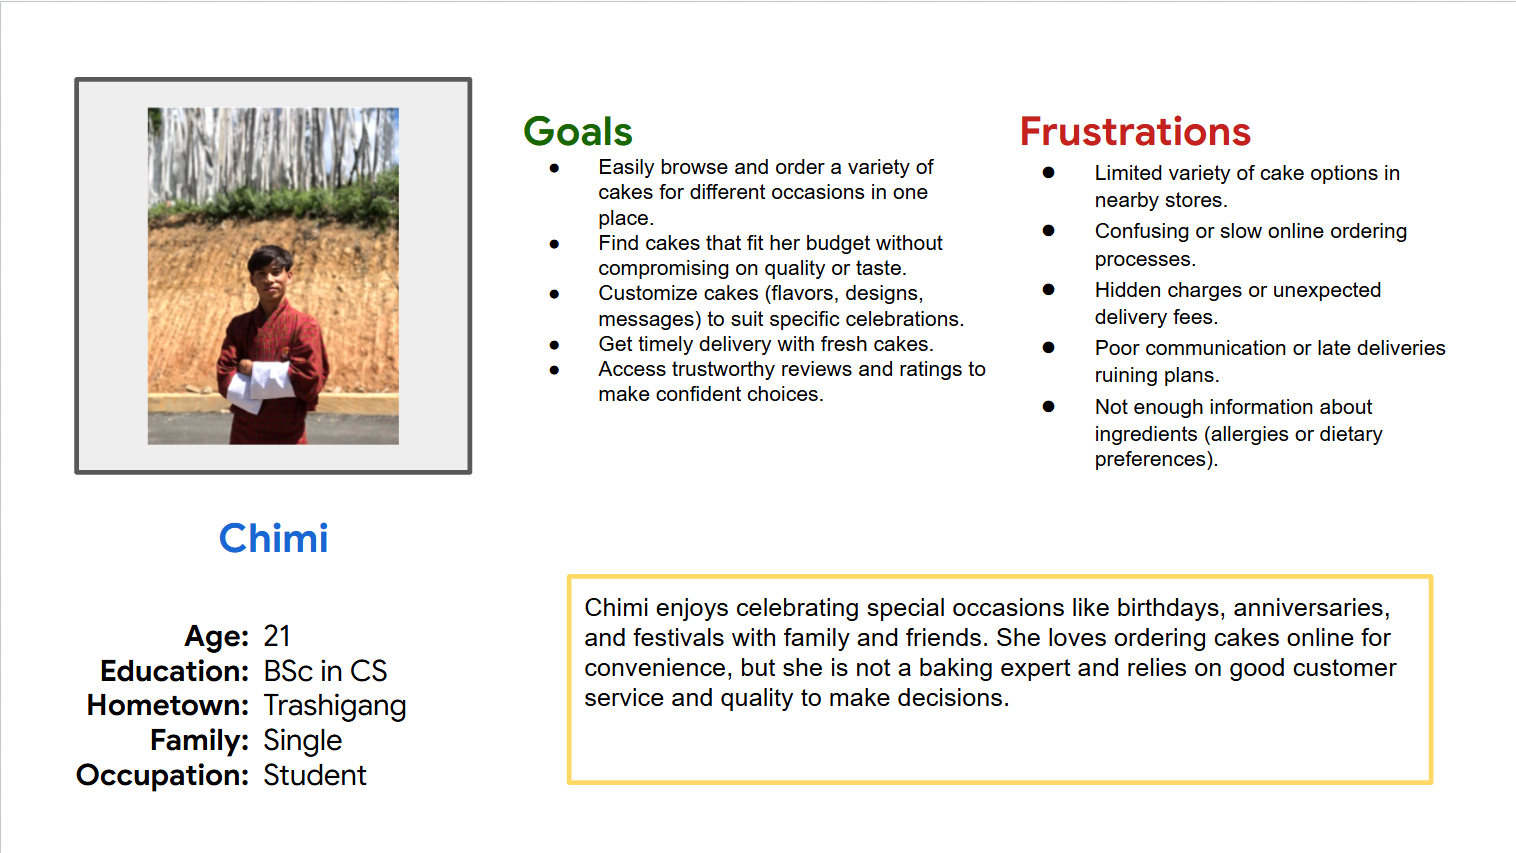 Goals
● Easily browse and order a variety of
cakes for different occasions in one
place.
● Find cakes that fit her budget without
compromising on quality or taste.
● Customize cakes (flavors, designs,
messages) to suit specific celebrations.
● Get timely delivery with fresh cakes.
● Access trustworthy reviews and ratings to
make confident choices.
Frustrations
● Limited variety of cake options in
nearby stores.
● Confusing or slow online ordering
processes.
● Hidden charges or unexpected
delivery fees.
● Poor communication or late deliveries
ruining plans.
● Not enough information about
ingredients (allergies or dietary
preferences).
Chimi
Age: 21
Education: BSc in CS
Hometown: Trashigang
Family: Single
Occupation: Student
Chimi enjoys celebrating special occasions like birthdays, anniversaries,
and festivals with family and friends. She loves ordering cakes online for
convenience, but she is not a baking expert and relies on good customer
service and quality to make decisions.